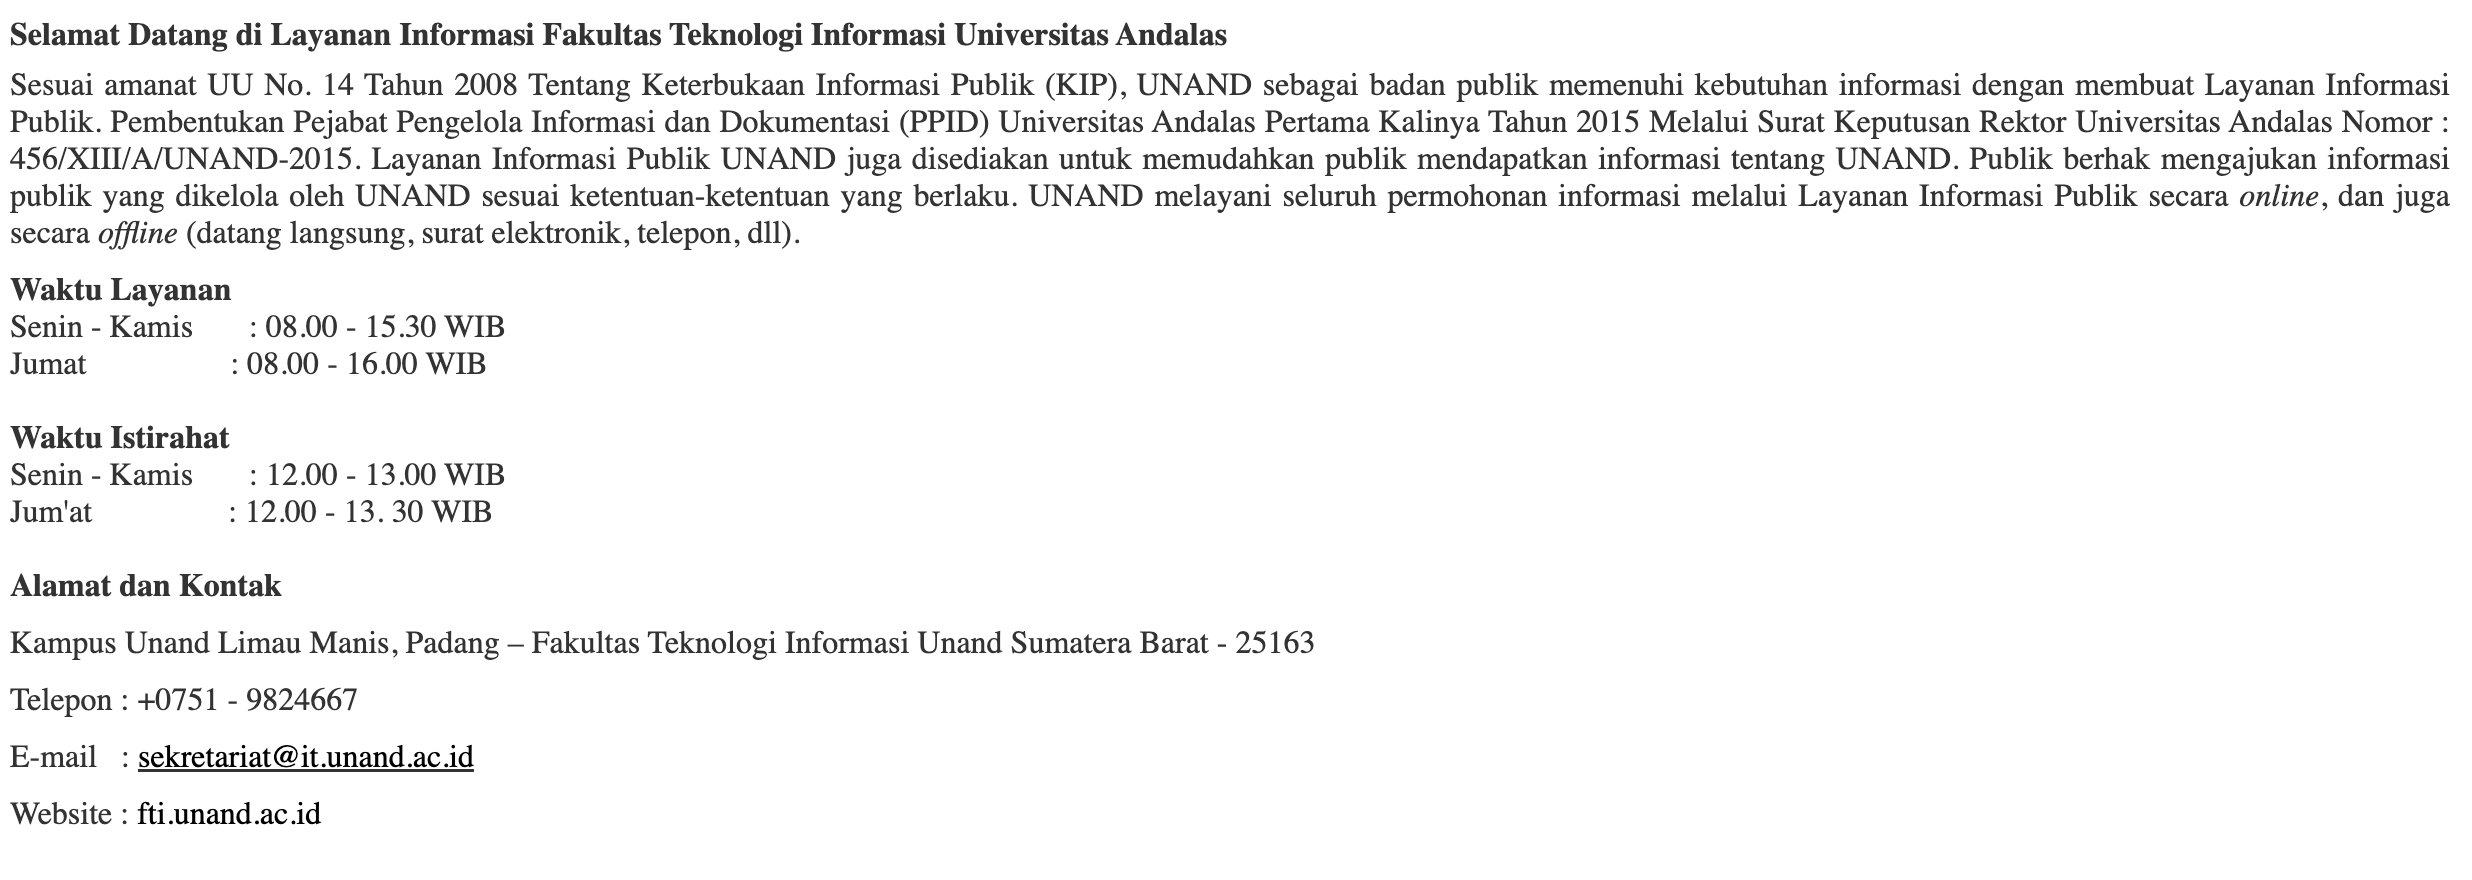 Selamat Datang di Layanan Informasi Fakultas Teknologi Informasi Universitas Andalas
Sesuai amanat UU No. 14 Tahun 2008 Tentang Keterbukaan Informasi Publik (KIP), UNAND sebagai badan publik memenuhi kebutuhan informasi dengan membuat Layanan Informasi
Publik. Pembentukan Pejabat Pengelola Informasi dan Dokumentasi (PPID) Universitas Andalas Pertama Kalinya Tahun 2015 Melalui Surat Keputusan Rektor Universitas Andalas Nomor :
456/XIII/A/UNAND-2015. Layanan Informasi Publik UNAND juga disediakan untuk memudahkan publik mendapatkan informasi tentang UNAND. Publik berhak mengajukan informasi
publik yang dikelola oleh UNAND sesuai ketentuan-ketentuan yang berlaku. UNAND melayani seluruh permohonan informasi melalui Layanan Informasi Publik secara online, dan juga
secara offline (datang langsung, surat elektronik, telepon, dll).
Waktu Layanan
Senin - Kamis : 08.00 - 15.30 WIB
Jumat : 08.00 - 16.00 WIB
Waktu Istirahat
Senin - Kamis : 12.00 - 13.00 WIB
Jum'at : 12.00 - 13. 30 WIB
Alamat dan Kontak
Kampus Unand Limau Manis, Padang – Fakultas Teknologi Informasi Unand Sumatera Barat - 25163
Telepon : +0751 - 9824667
E-mail : sekretariat@it.unand.ac.id
Website : fti.unand.ac.id